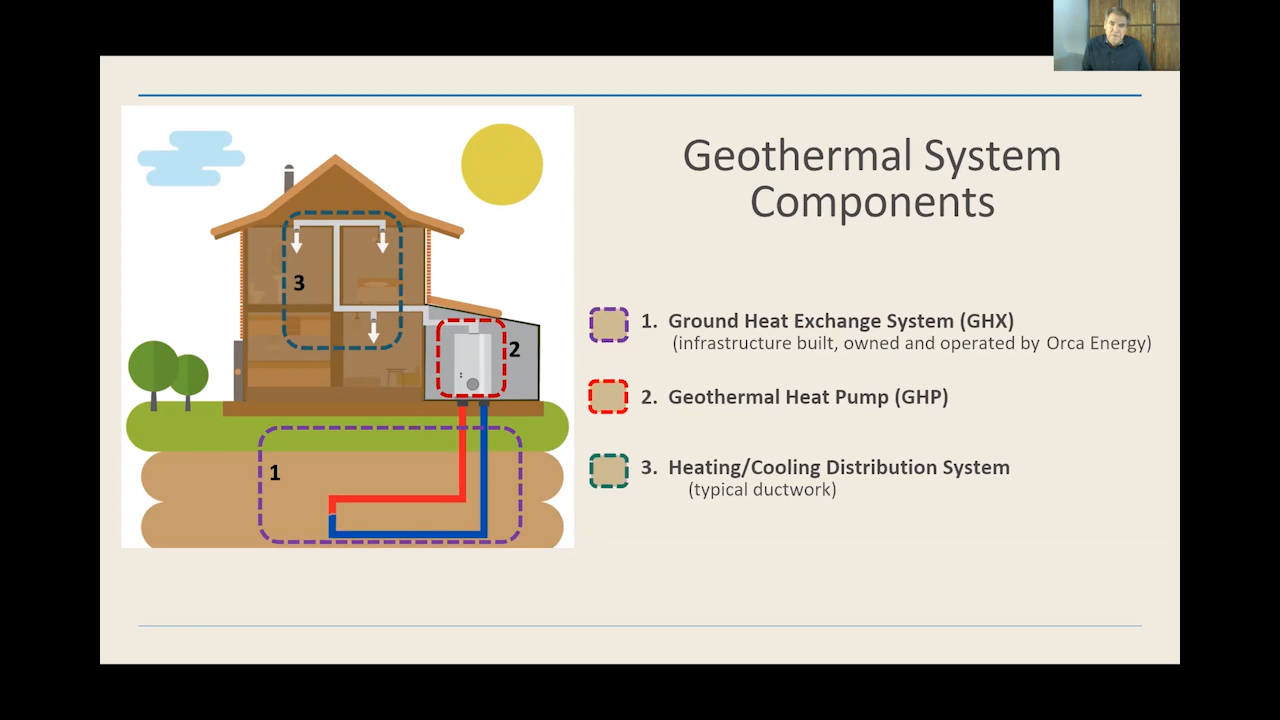 Geothermal System
Components
3
2
1
1. Ground Heat Exchange System (GHX)
(infrastructure built, owned and operated by Orca Energy)
2. Geothermal Heat Pump (GHP)
3. Heating/Cooling Distribution System
(typical ductwork)